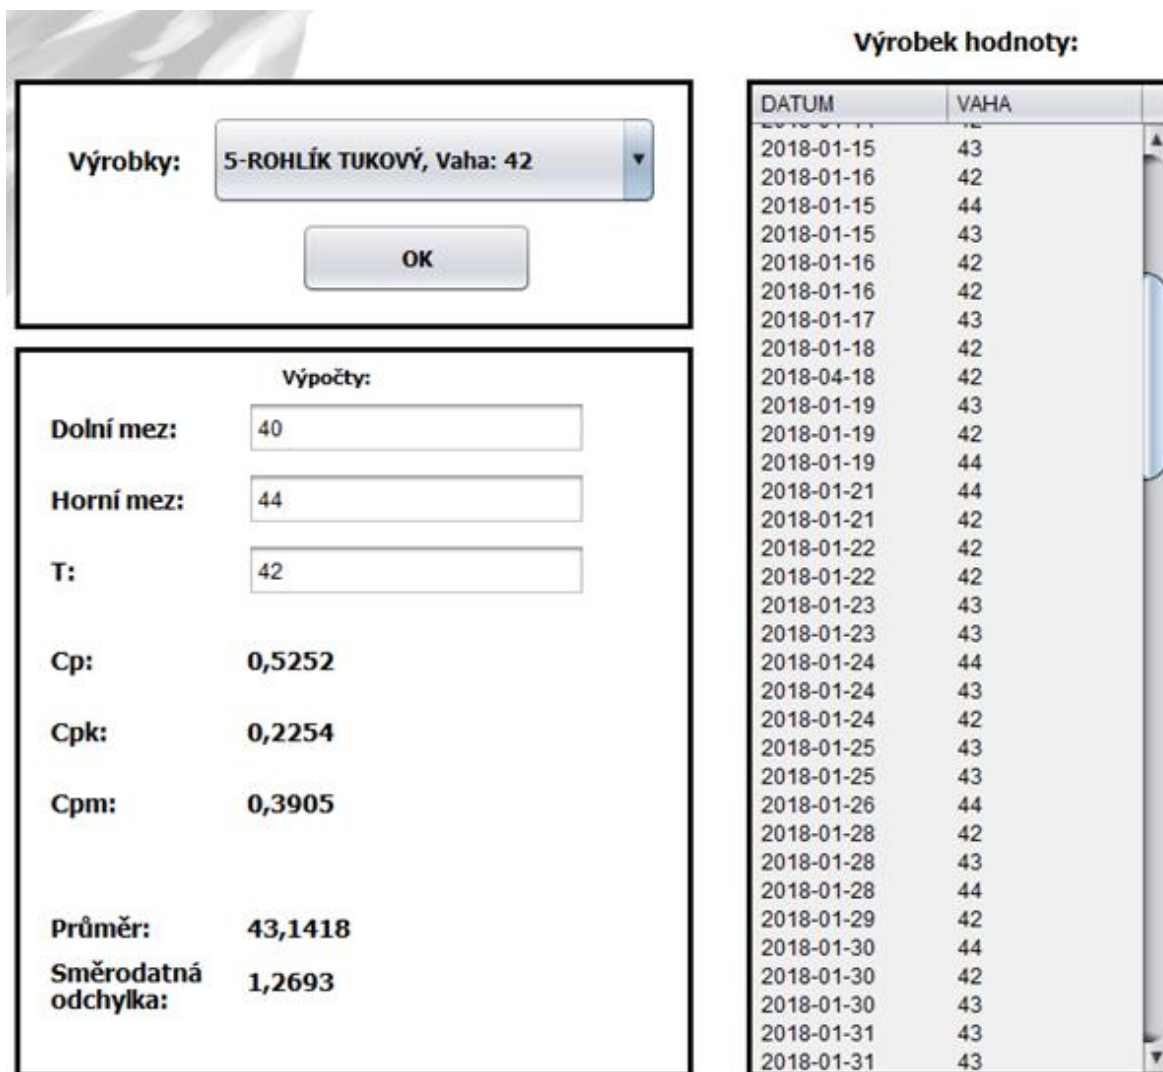 Výrobky:
5-ROHLÍK TUKOVÝ, Vaha: 42
OK
Výpočty:
Dolní mez: 40
Horní mez: 44
T: 42
Cp: 0,5252
Cpk: 0,2254
Cpm: 0,3905
Průměr: 43,1418
Směrodatná
odchylka: 1,2693
Výrobek hodnoty:
DATUM VAHA
2018-01-15 43
2018-01-16 42
2018-01-15 44
2018-01-15 43
2018-01-16 42
2018-01-16 42
2018-01-17 43
2018-01-18 42
2018-04-18 42
2018-01-19 43
2018-01-19 42
2018-01-19 44
2018-01-21 44
2018-01-21 42
2018-01-22 42
2018-01-22 42
2018-01-23 43
2018-01-23 43
2018-01-24 44
2018-01-24 43
2018-01-24 42
2018-01-25 43
2018-01-25 43
2018-01-26 44
2018-01-28 42
2018-01-28 43
2018-01-28 44
2018-01-29 42
2018-01-30 44
2018-01-30 42
2018-01-30 43
2018-01-31 43
2018-01-31 43